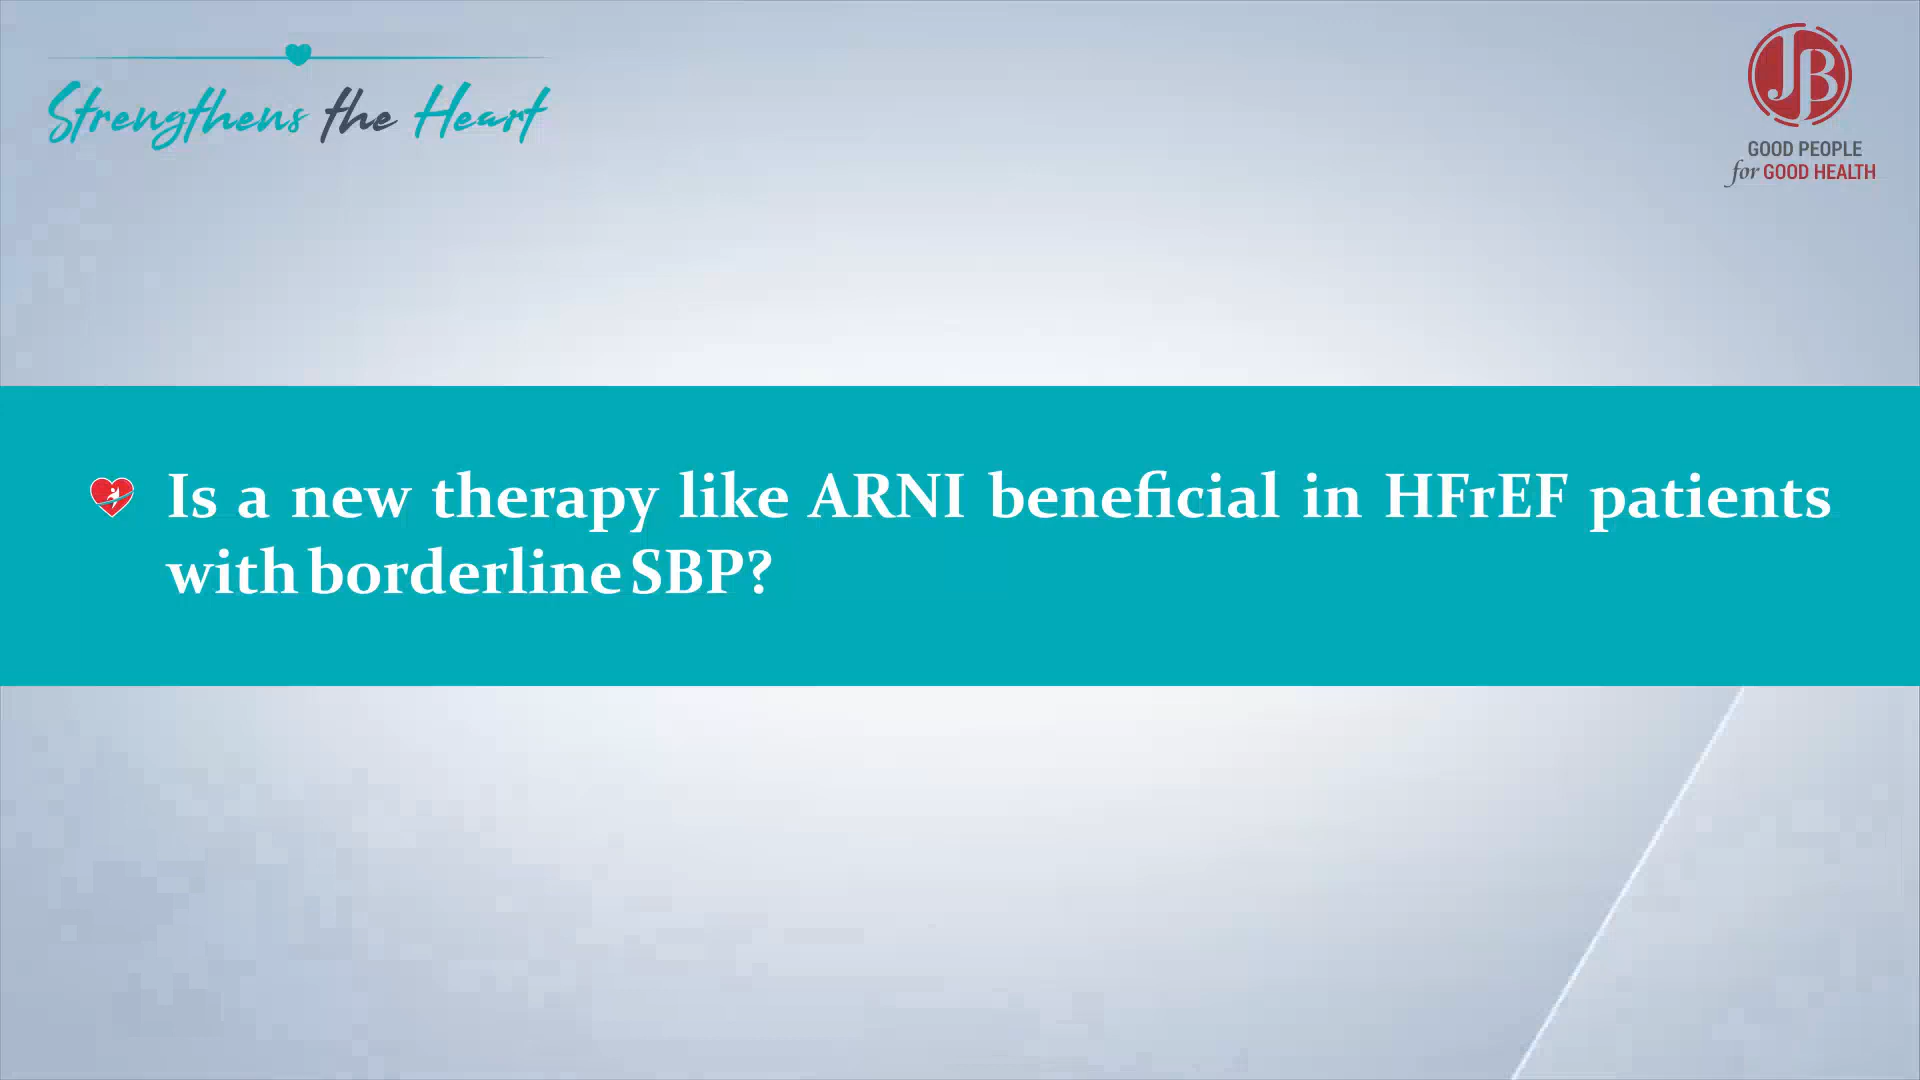 Strengthens the Heart
JB
GOOD PEOPLE
for GOOD HEALTH
Is a new therapy like ARNI beneficial in HFrEF patients
with borderline SBP?